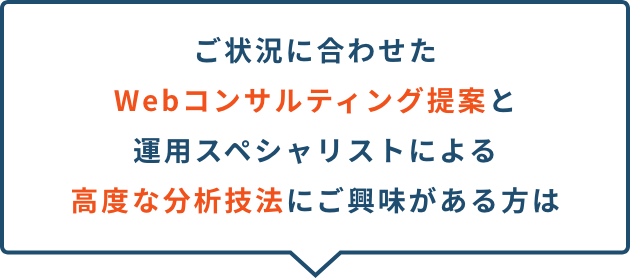 ご状況に合わせた
Webコンサルティング提案と
運用スペシャリストによる
高度な分析技法にご興味がある方は